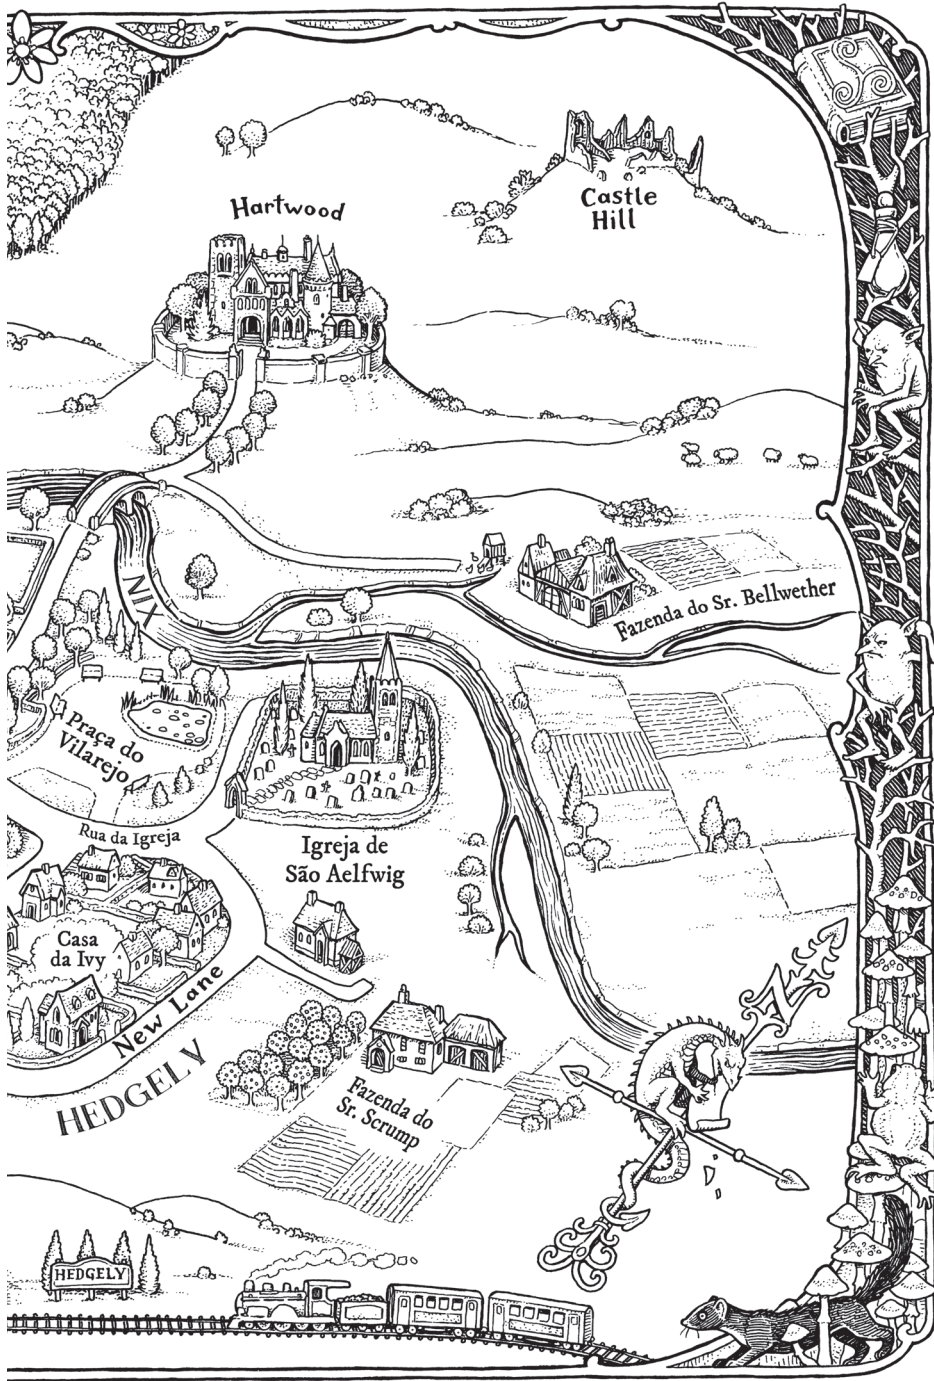 Castle
Hill
Hartwood
NIX
Fazenda do Sr. Bellwether
Praça do
Vilarejo
Rua da Igreja
Igreja de
São Aelfwig
Casa
da Ivy
New Lane
HEDGELY
Fazenda do
Sr. Scrump
N
HEDGELY